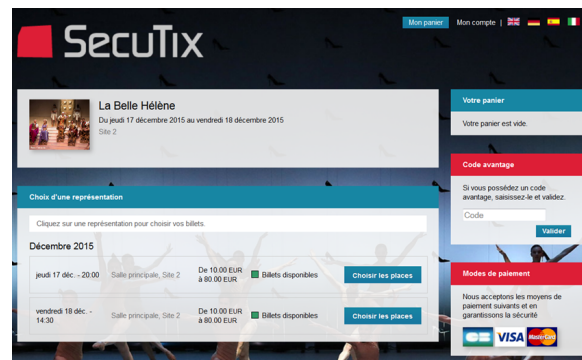 Mon panier Mon compte |
SecuTix
La Belle Hélène
Du jeudi 17 décembre 2015 au vendredi 18 décembre 2015
Site 2
Choix d'une représentation
Cliquez sur une représentation pour choisir vos billets.
Décembre 2015
jeudi 17 déc. - 20:00 Salle principale, Site 2 De 10.00 EUR
à 80.00 EUR Billets disponibles Choisir les places
vendredi 18 déc. -
14:30 Salle principale, Site 2 De 10.00 EUR
à 80.00 EUR Billets disponibles Choisir les places
Votre panier
Votre panier est vide.
Code avantage
Si vous possédez un code
avantage, saisissez-le et validez.
Code
Valider
Modes de paiement
Nous acceptons les moyens de
paiement suivants et en
garantissons la sécurité
CB VISA MasterCard